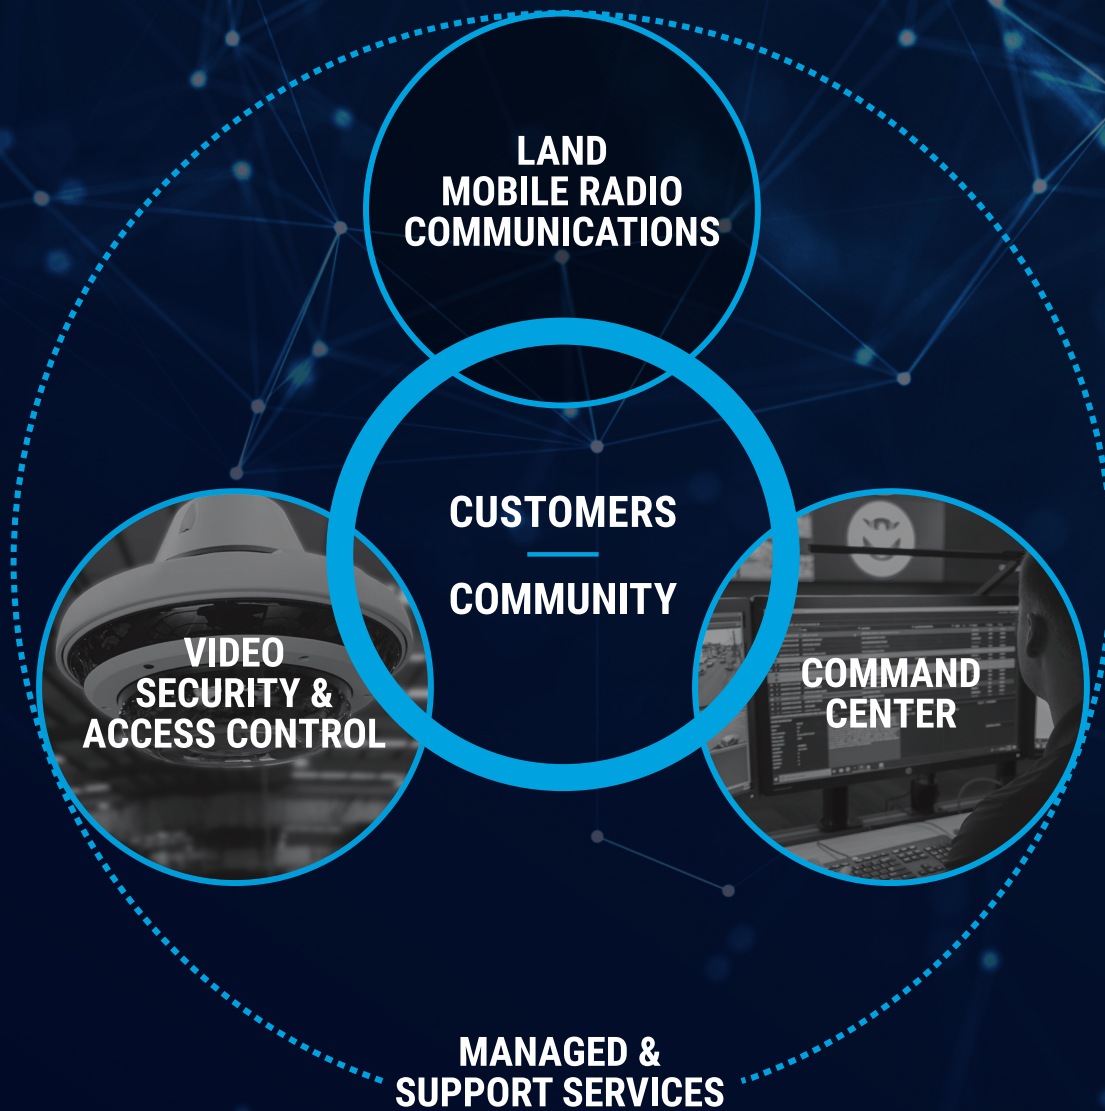 LAND
MOBILE RADIO
COMMUNICATIONS
CUSTOMERS
COMMUNITY
VIDEO
SECURITY &
ACCESS CONTROL
COMMAND
CENTER
MANAGED &
SUPPORT SERVICES